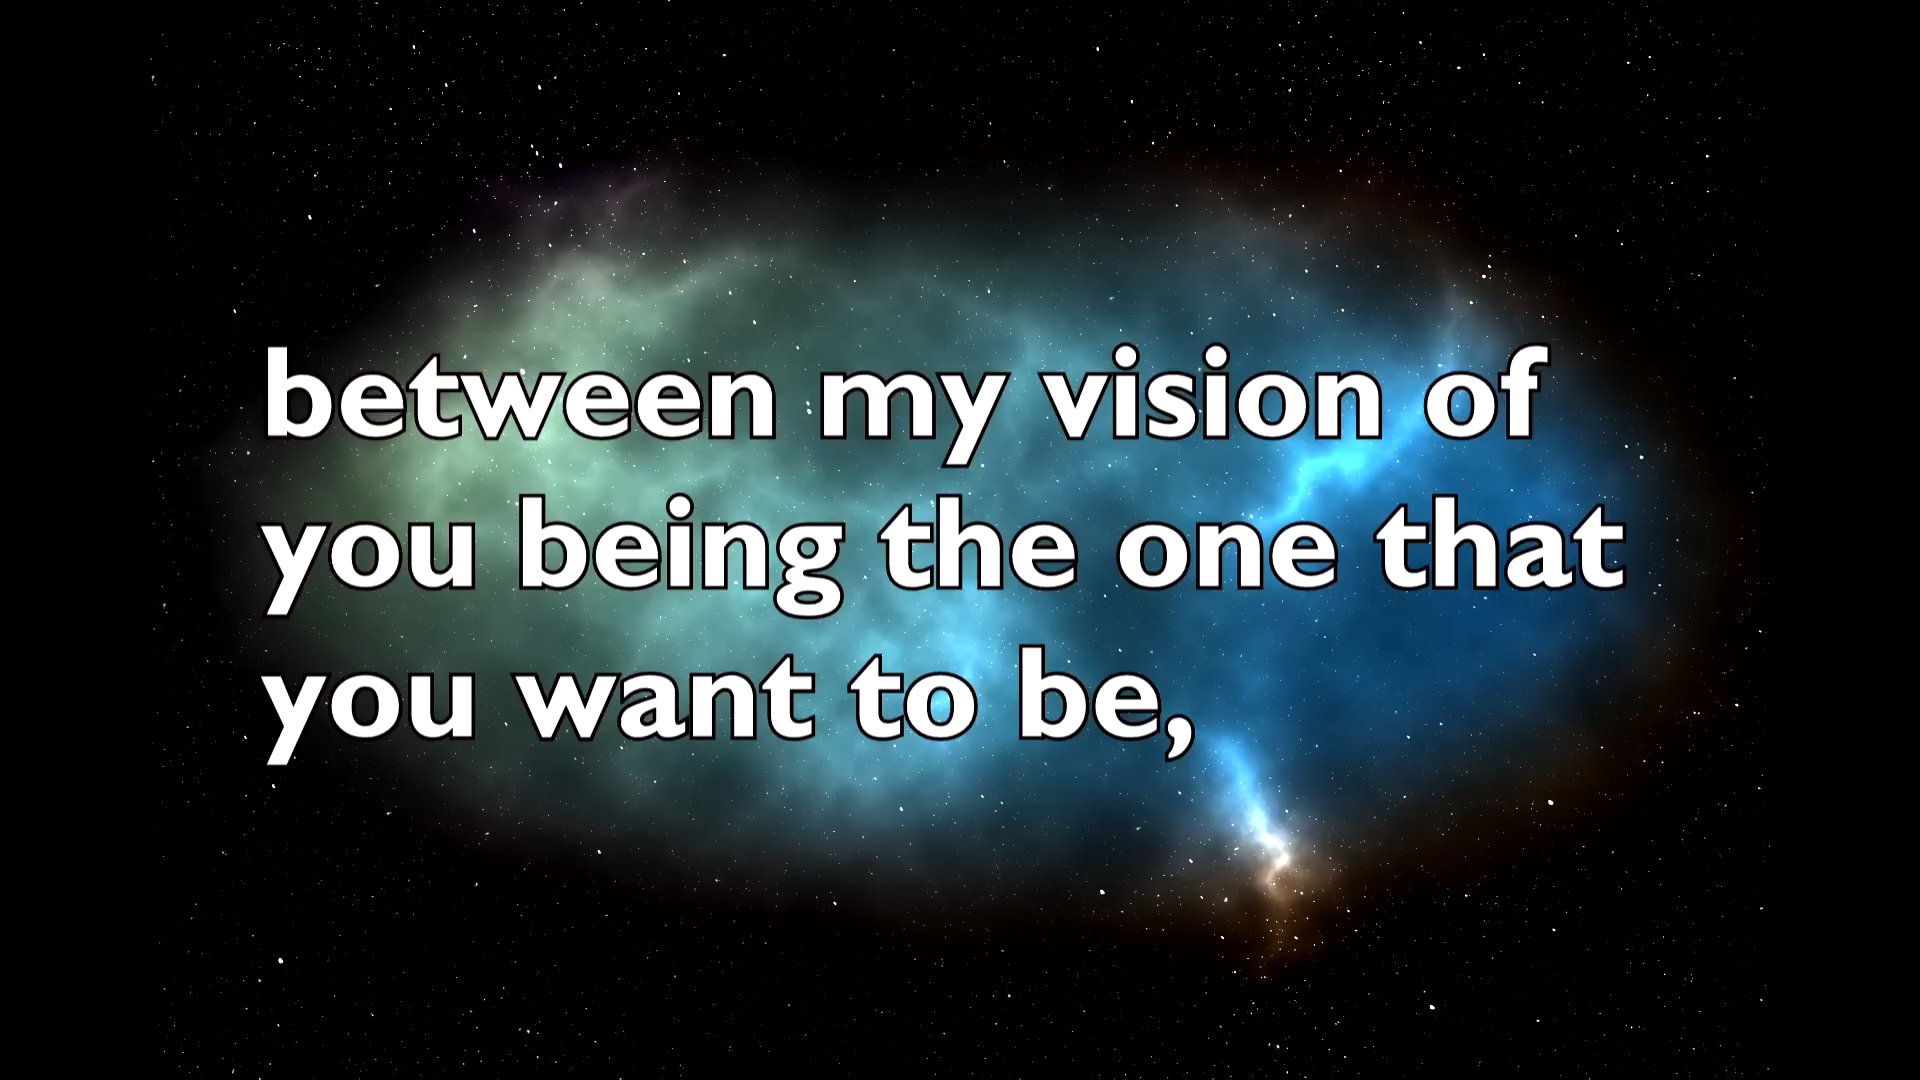 between my vision of
you being the one that
you want to be,